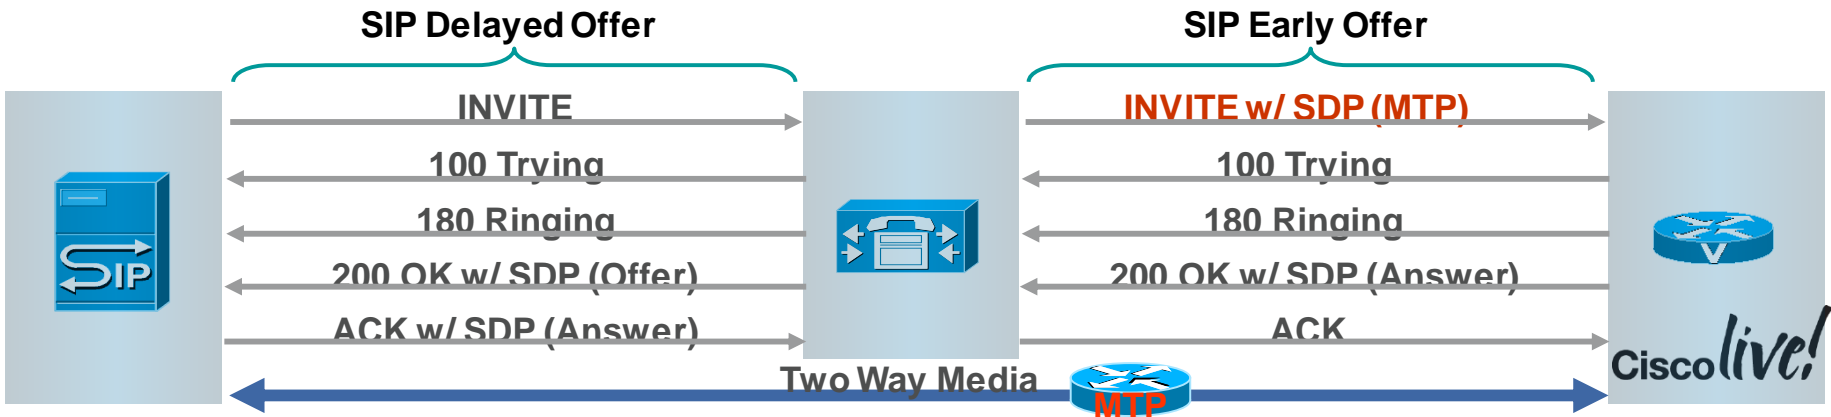 SIP Delayed Offer
SIP Early Offer
INVITE
INVITE w/ SDP (MTP)
100 Trying
100 Trying
180 Ringing
180 Ringing
SIP
V
200 OK w/ SDP (Offer)
200 OK w/ SDP (Answer)
ACK w/ SDP (Answer)
ACK
Cisco live!
Two Way Media
MTP